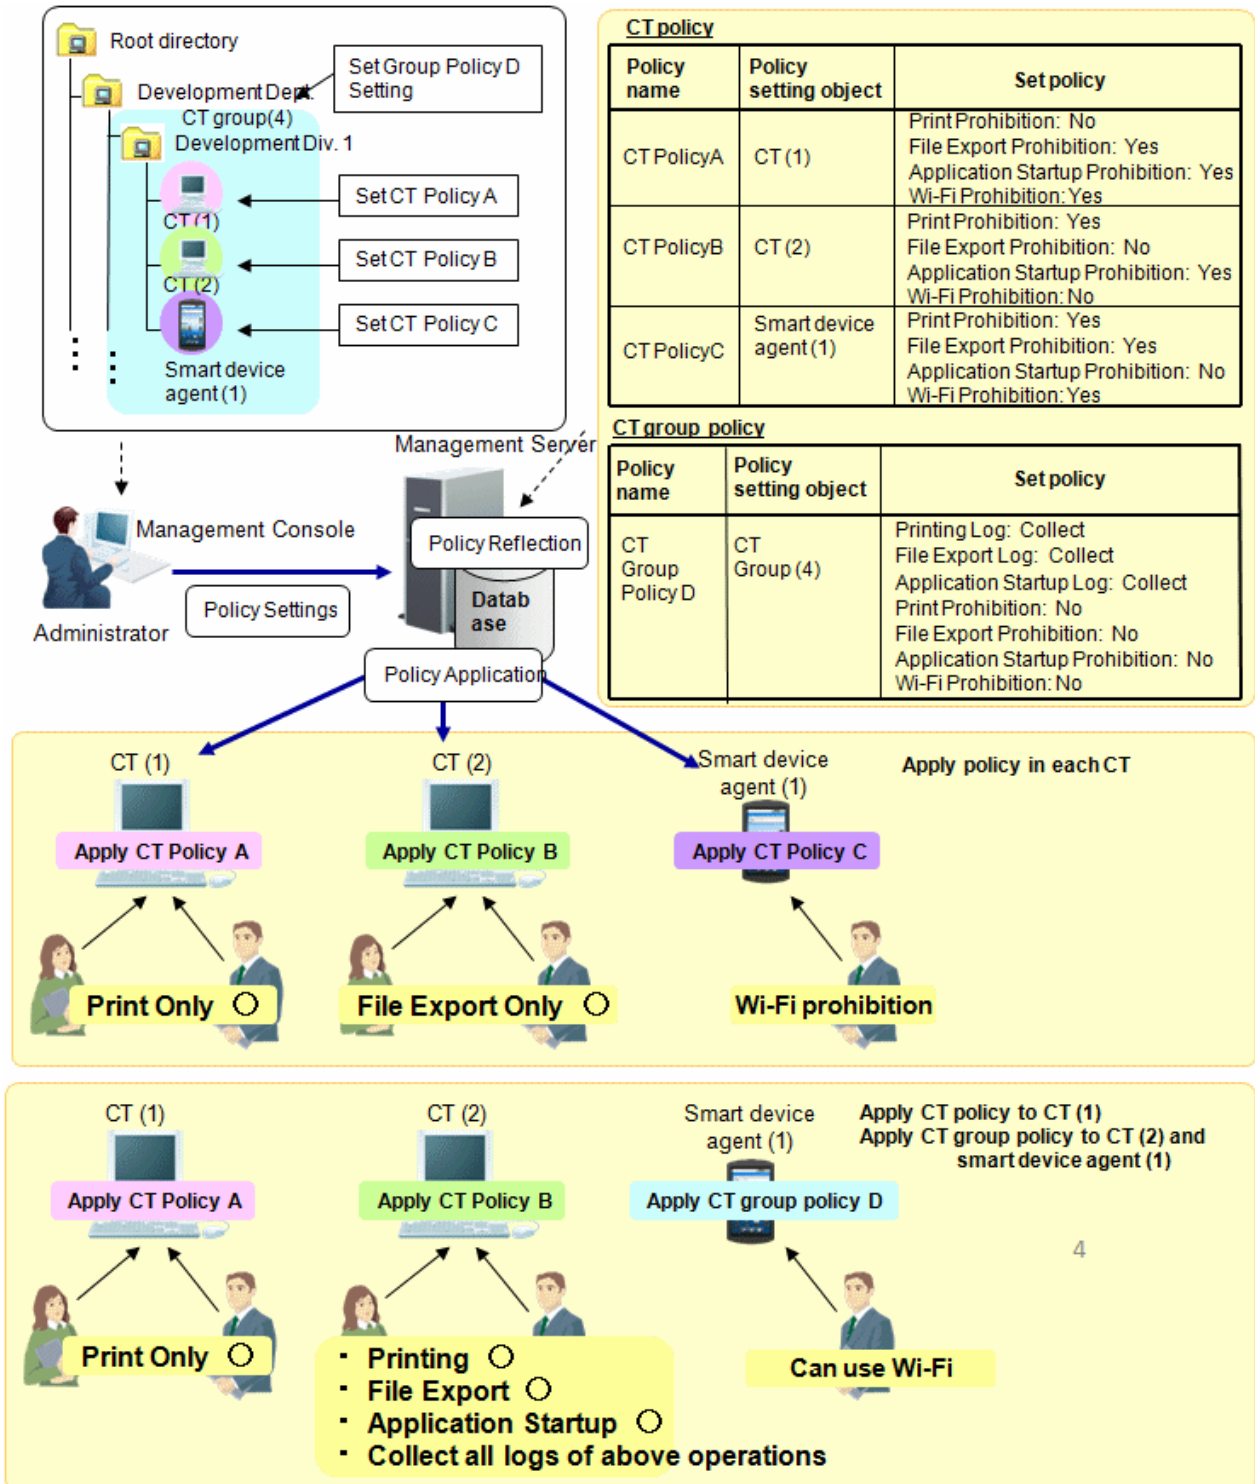 Root directory
Development Dept.
CT group(4)
Development Div. 1
CT (1)
CT (2)
Smart device
agent (1)
Set Group Policy D
Setting
Set CT Policy A
Set CT Policy B
Set CT Policy C
CT policy
Policy name
Policy setting object
Set policy
CT PolicyA
CT (1)
Print Prohibition: No
File Export Prohibition: Yes
Application Startup Prohibition: Yes
Wi-Fi Prohibition: Yes
CT PolicyB
CT (2)
Print Prohibition: Yes
File Export Prohibition: No
Application Startup Prohibition: Yes
Wi-Fi Prohibition: No
CT PolicyC
Smart device
agent (1)
Print Prohibition: Yes
File Export Prohibition: Yes
Application Startup Prohibition: No
Wi-Fi Prohibition: Yes
CT group policy
Policy name
Policy setting object
Set policy
CT
Group
Policy D
CT
Group (4)
Printing Log: Collect
File Export Log: Collect
Application Startup Log: Collect
Print Prohibition: No
File Export Prohibition: No
Application Startup Prohibition: No
Wi-Fi Prohibition: No
Management Server
Management Console
Policy Reflection
Policy Settings
Datab
ase
Administrator
Policy Application
CT (1)
CT (2)
Smart device
agent (1)
Apply policy in each CT
Apply CT Policy A
Apply CT Policy B
Apply CT Policy C
Print Only ○
File Export Only ○
Wi-Fi prohibition
CT (1)
CT (2)
Smart device
agent (1)
Apply CT policy to CT (1)
Apply CT group policy to CT (2) and
smart device agent (1)
Apply CT Policy A
Apply CT Policy B
Apply CT group policy D
4
Print Only ○
· Printing ○
· File Export ○
· Application Startup ○
· Collect all logs of above operations
Can use Wi-Fi